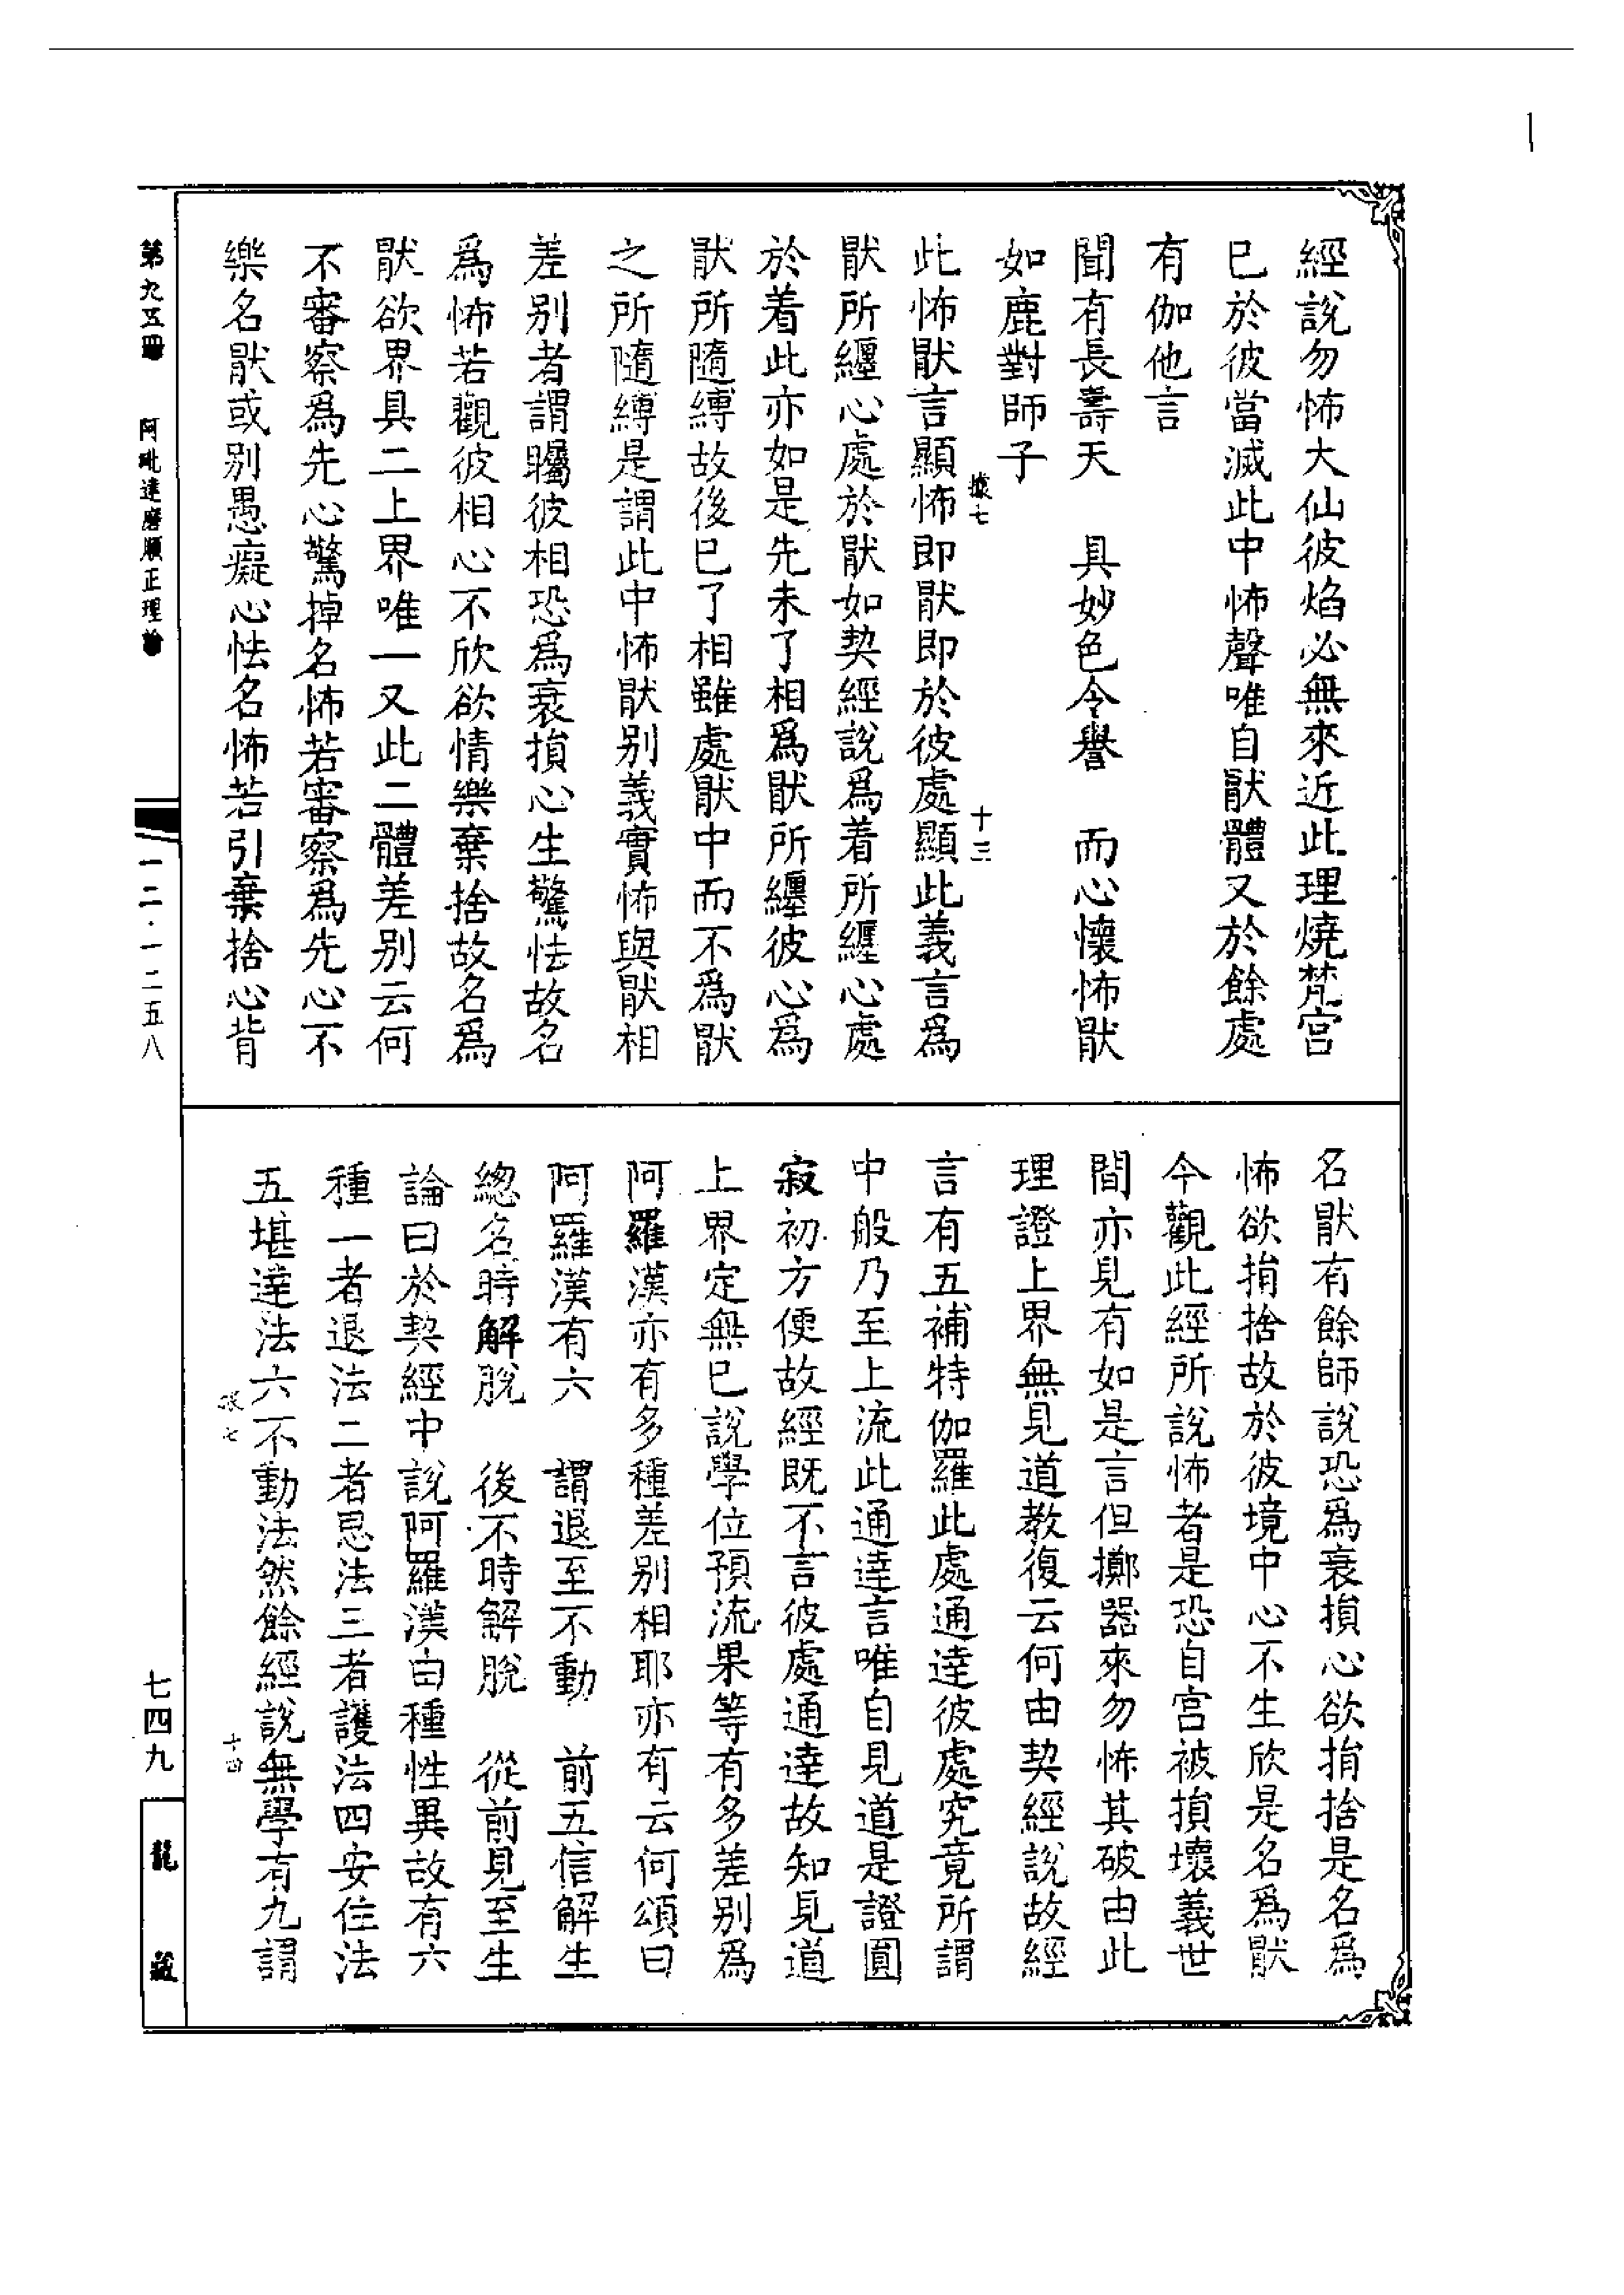 經說勿怖大仙彼焰必無來近此理燒梵宮
已於彼當滅此中怖聲唯自猒體又於餘處
有伽他言
聞有長壽天　具妙色令譽　而心懷怖猒
如鹿對師子
此怖猒言顯怖即猒即於彼處顯此義言爲
猒所纏心處於猒如契經說爲着所纏心處
於着此亦如是先未了相爲猒所纏彼心爲
猒所隨縛故後已了相雖處猒中而不爲猒
之所隨縛是謂此中怖猒別義實怖與猒相
差別者謂矚彼相恐爲衰損心生驚怯故名
爲怖若觀彼相心不欣欲情樂棄捨故名爲
猒欲界具二上界唯一又此二體差別云何
不審察爲先心驚掉名怖若審察爲先心不
樂名猒或別愚癡心怯名怖若引棄捨心背
名猒有餘師說恐爲衰損心欲捐捨是名爲
怖欲捐捨故於彼境中心不生欣是名爲猒
今觀此經所說怖者是恐自宮被損壞義世
間亦見有如是言但擲器來勿怖其破由此
理證上界無見道教復云何由契經說故經
言有五補特伽羅此處通達彼處究竟所謂
中般乃至上流此通達言唯自見道是證圓
寂初方便故經既不言彼處通達故知見道
上界定無已說學位預流果等有多差別爲
阿羅漢亦有多種差別相耶亦有云何頌曰
阿羅漢有六　謂退至不動　前五信解生
總名時解脫　後不時解脫　從前見至生
論曰於契經中說阿羅漢由種性異故有六
種一者退法二者思法三者護法四安住法
五堪達法六不動法然餘經說無學有九謂
第九五冊　阿毗達磨順正理論
一二·一二五八
七四九
龍藏
十三
十四